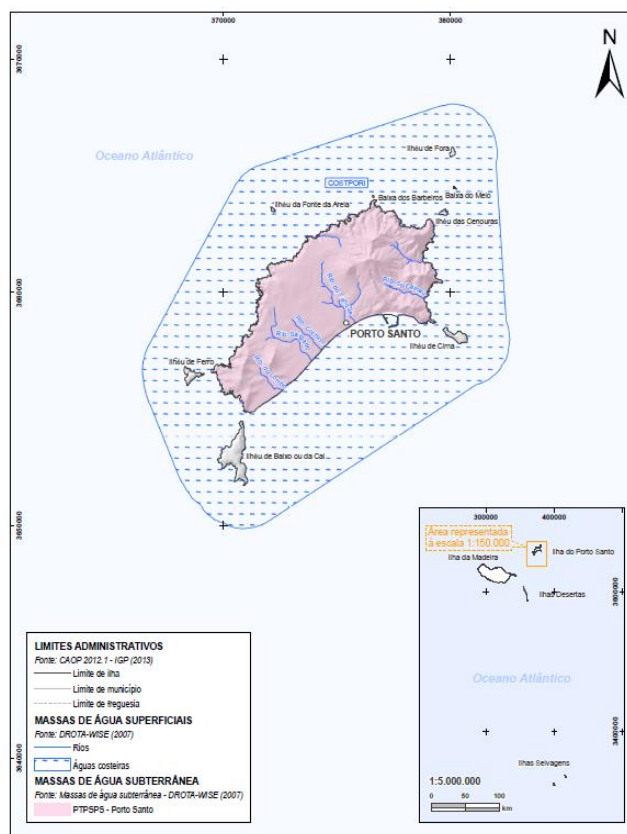 370000
380000
3670000
N
Oceano Atlântico
Ilhéu de Fora
COSTPORI
Baixa do Meio
Baixa dos Barbeiros
Ilhéu da Fonte da Areia
Ilhéu das Cenouras
3660000
PORTO SANTO
Ilhéu de Cima
Ilhéu de Ferro
Ilhéu de Baixo ou da Cal
3650000
300000
400000
Área representada
à escala 1:150.000
Ilha do Porto Santo
Ilha da Madeira
Ilhas Desertas
3600000
Oceano Atlântico
3400000
Ilhas Selvagens
1:5.000.000
0 50 100
km
LIMITES ADMINISTRATIVOS
Fonte: CAOP 2012.1 - IGP (2013)
Limite de ilha
Limite de município
Limite de freguesia
MASSAS DE ÁGUA SUPERFICIAIS
Fonte: DROTA-WISE (2007)
Rios
Águas costeiras
MASSAS DE ÁGUA SUBTERRÂNEA
Fonte: Massas de água subterrânea - DROTA-WISE (2007)
PTPSPS - Porto Santo
3640000